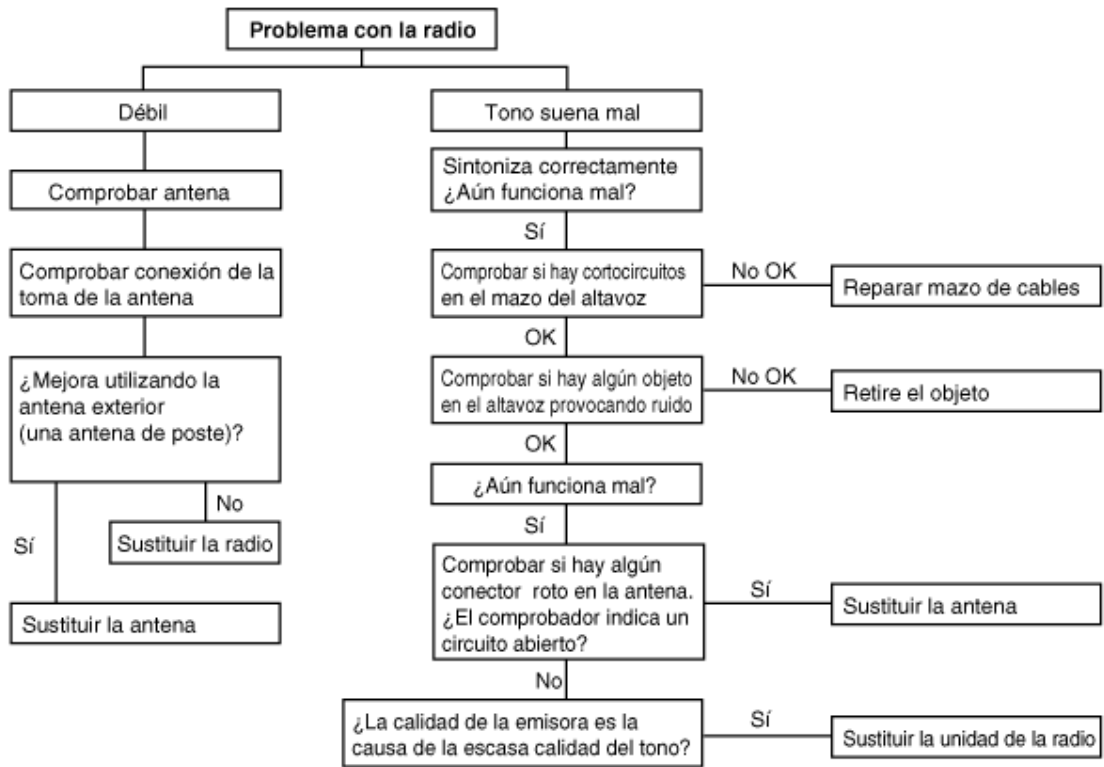 Problema con la radio
Débil
Comprobar antena
Comprobar conexión de la
toma de la antena
¿Mejora utilizando la
antena exterior
(una antena de poste)?
No
Sí
Sustituir la radio
Sustituir la antena
Tono suena mal
Sintoniza correctamente
¿Aún funciona mal?
Sí
Comprobar si hay cortocircuitos
en el mazo del altavoz
No OK
Reparar mazo de cables
OK
Comprobar si hay algún objeto
en el altavoz provocando ruido
No OK
Retire el objeto
OK
¿Aún funciona mal?
Sí
Comprobar si hay algún
conector roto en la antena.
¿El comprobador indica un
circuito abierto?
Sí
Sustituir la antena
No
¿La calidad de la emisora es la
causa de la escasa calidad del tono?
Sí
Sustituir la unidad de la radio